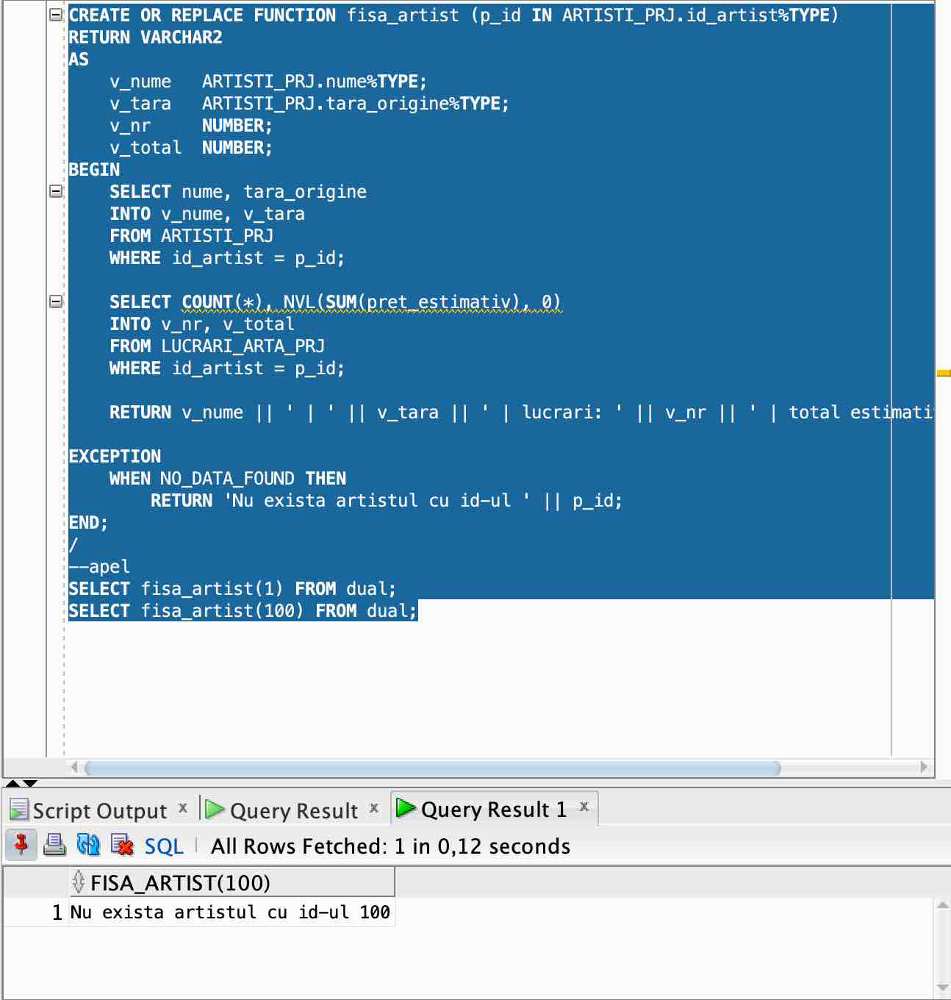 CREATE OR REPLACE FUNCTION fisa_artist (p_id IN ARTISTI_PRJ.id_artist%TYPE)
RETURN VARCHAR2
AS
    v_nume   ARTISTI_PRJ.nume%TYPE;
    v_tara   ARTISTI_PRJ.tara_origine%TYPE;
    v_nr     NUMBER;
    v_total  NUMBER;
BEGIN
    SELECT nume, tara_origine
    INTO v_nume, v_tara
    FROM ARTISTI_PRJ
    WHERE id_artist = p_id;

    SELECT COUNT(*), NVL(SUM(pret_estimativ), 0)
    INTO v_nr, v_total
    FROM LUCRARI_ARTA_PRJ
    WHERE id_artist = p_id;

    RETURN v_nume || ' | ' || v_tara || ' | lucrari: ' || v_nr || ' | total estimati

EXCEPTION
    WHEN NO_DATA_FOUND THEN
        RETURN 'Nu exista artistul cu id-ul ' || p_id;
END;
/
--apel
SELECT fisa_artist(1) FROM dual;
SELECT fisa_artist(100) FROM dual;
Script Output x Query Result x Query Result 1 x
SQL | All Rows Fetched: 1 in 0,12 seconds
FISA_ARTIST(100)
1 Nu exista artistul cu id-ul 100